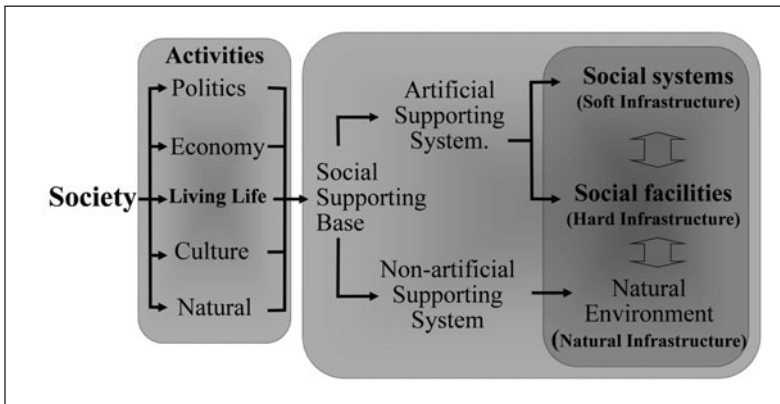 Activities
Politics
Economy
Society
Living Life
Culture
Natural
Social
Supporting
Base
Artificial
Supporting
System.
Non-artificial
Supporting
System
Social systems
(Soft Infrastructure)
Social facilities
(Hard Infrastructure)
Natural
Environment
(Natural Infrastructure)